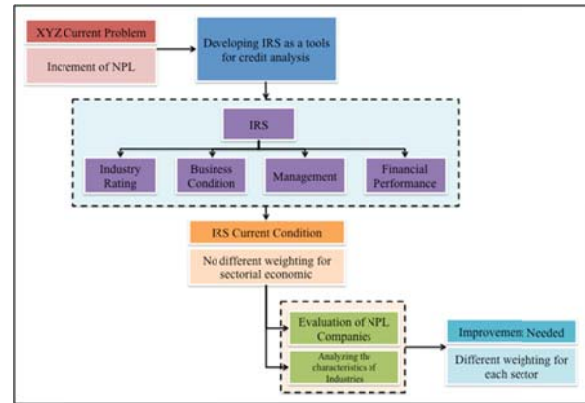 XYZ Current Problem
Increment of NPL
Developing IRS as a tools
for credit analysis
IRS
Industry
Rating
Business
Condition
Management
Financial
Performance
IRS Current Condition
No different weighting for
sectorial economic
Evaluation of NPL
Companies
Analyzing the
characteristics of
Industries
Improvement Needed
Different weighting for
each sector